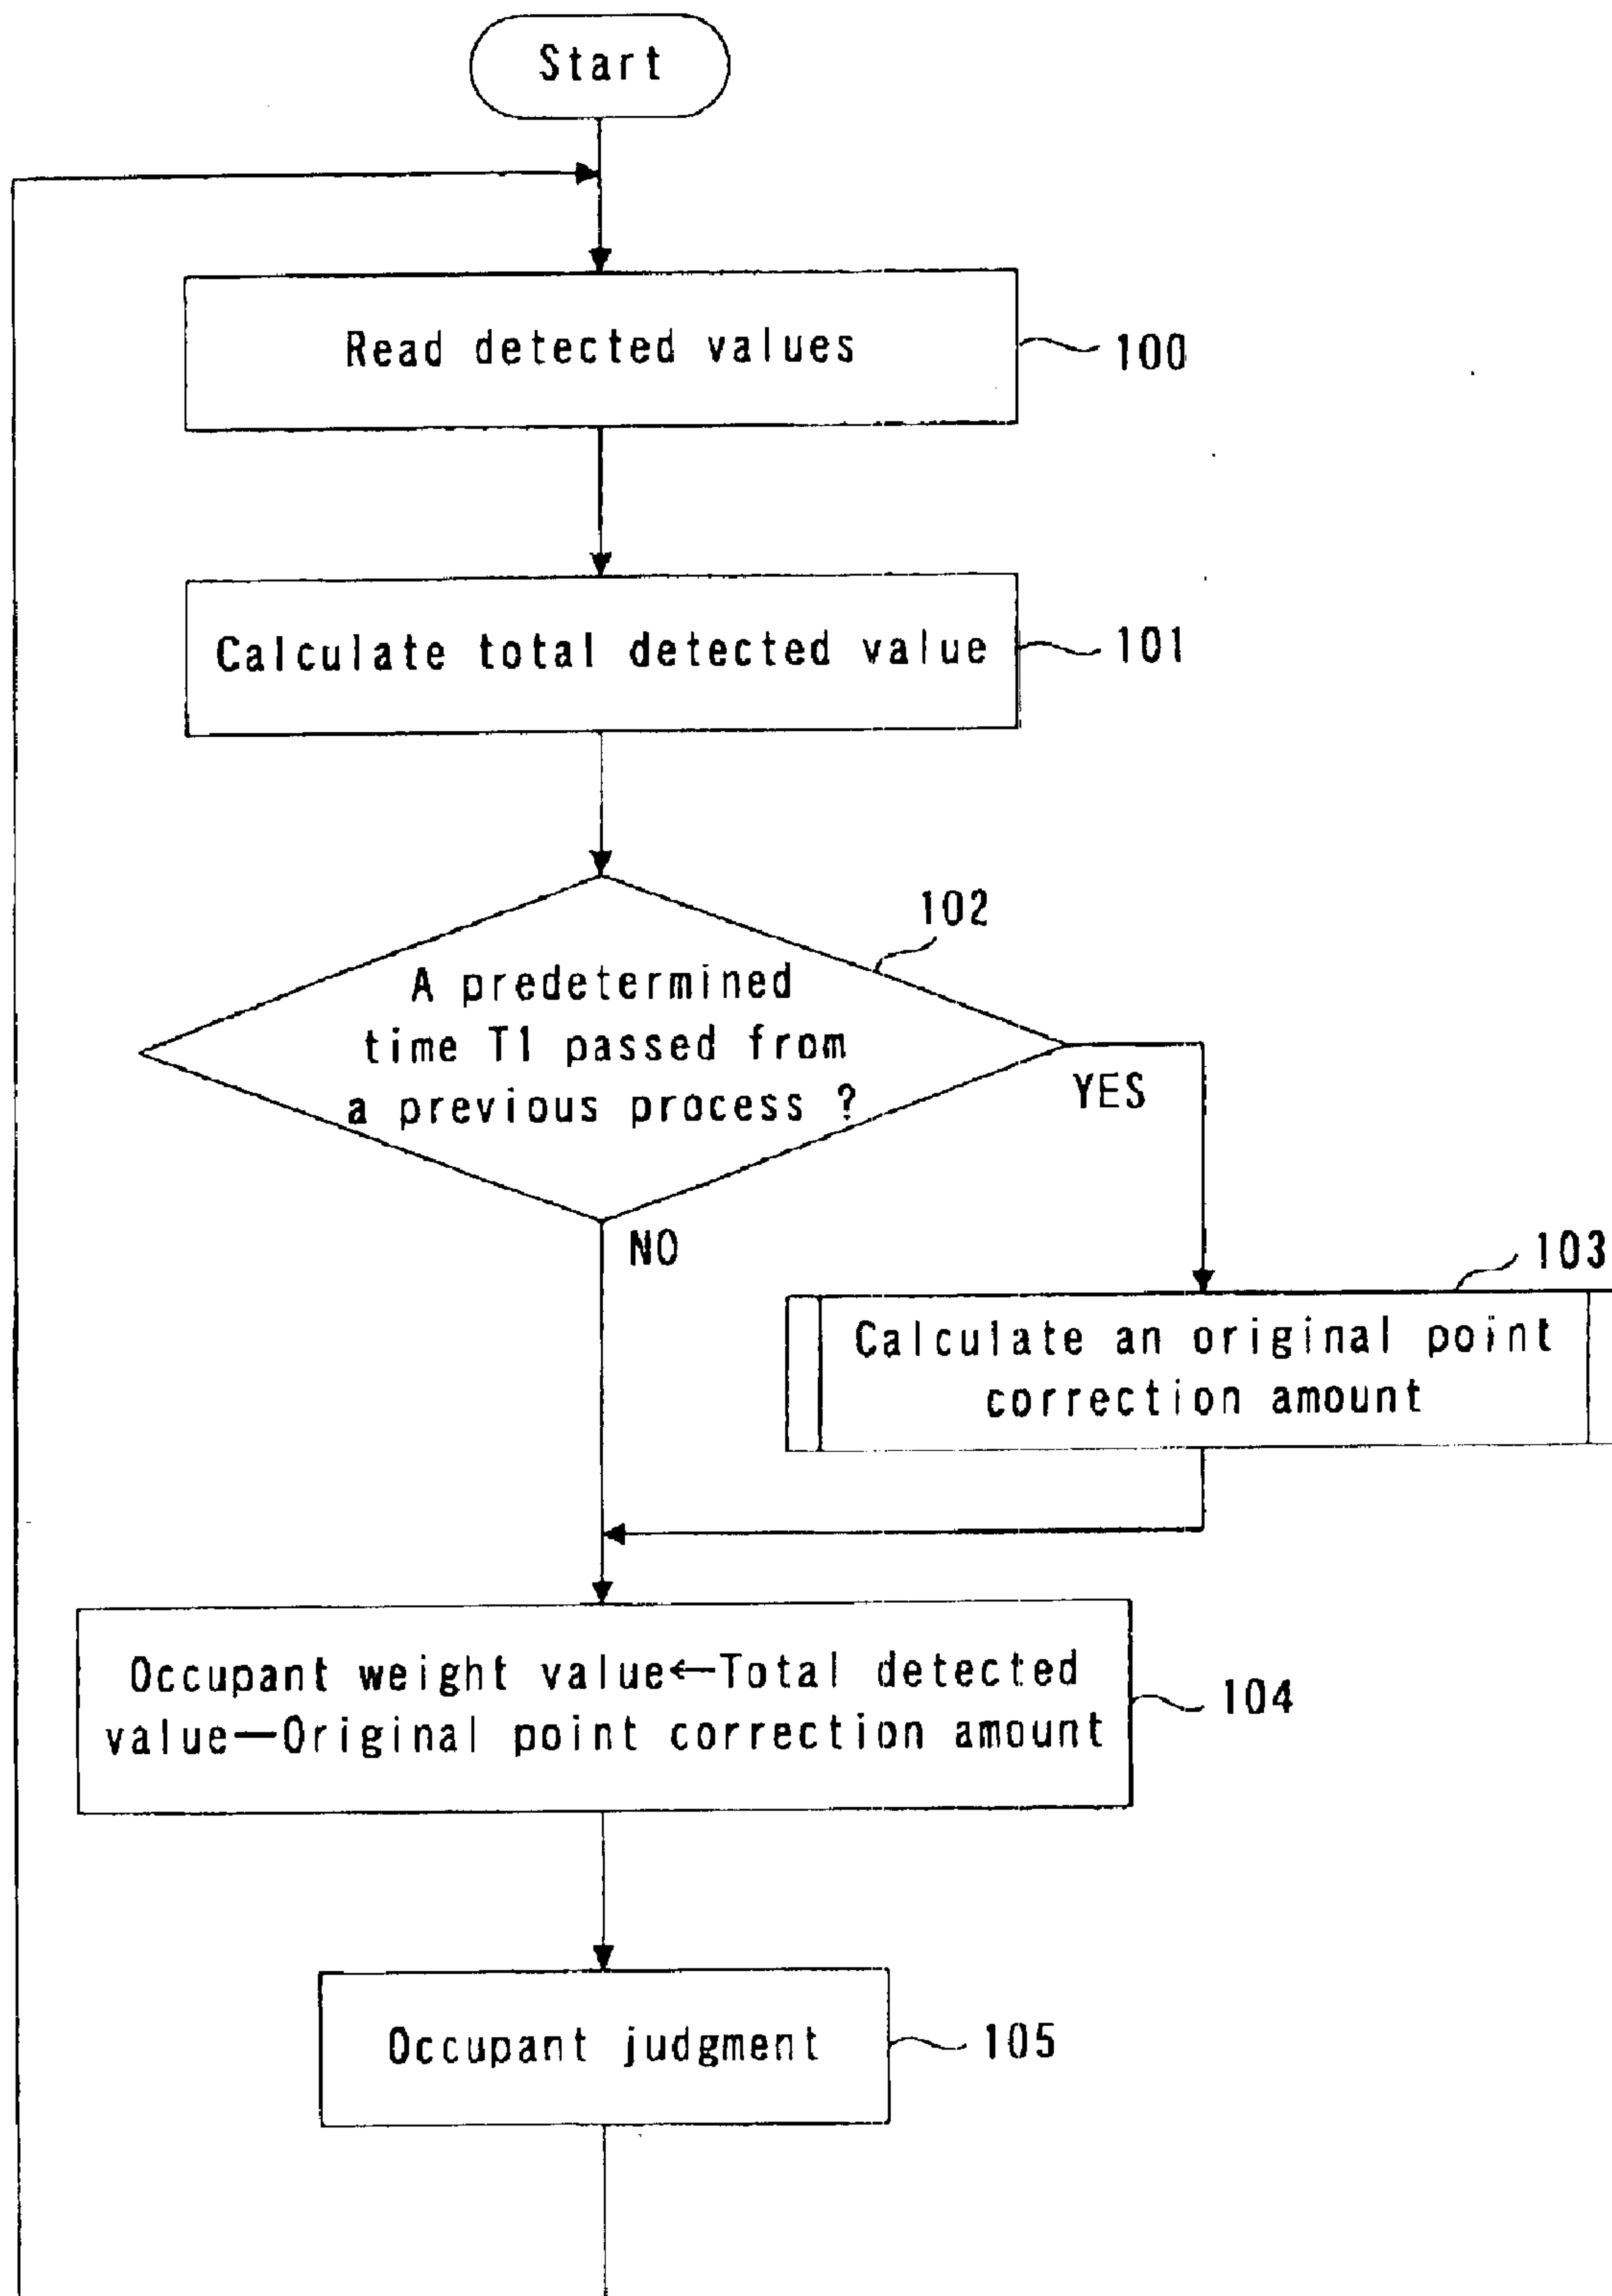 Start
Read detected values
100
Calculate total detected value
101
102
A predetermined
time T1 passed from
a previous process ?
YES
NO
103
Calculate an original point
correction amount
Occupant weight value←Total detected
value—Original point correction amount
104
Occupant judgment
105